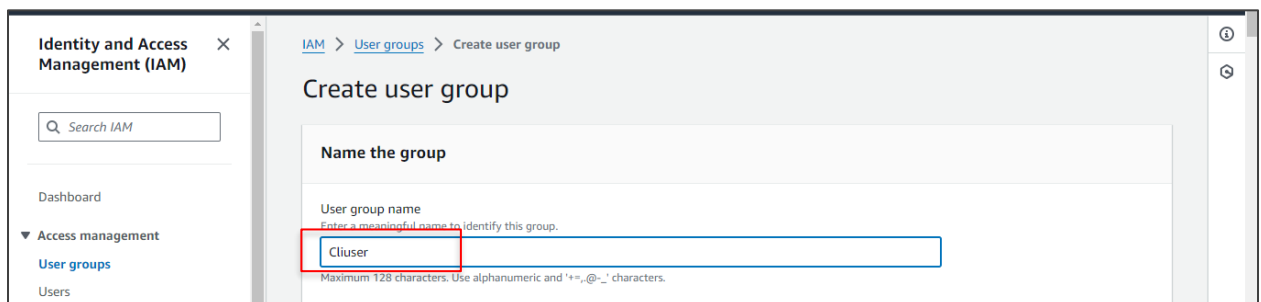 Identity and Access
Management (IAM)
Search IAM
Dashboard
Access management
User groups
Users
IAM > User groups > Create user group
Create user group
Name the group
User group name
Enter a meaningful name to identify this group.
Cliuser
Maximum 128 characters. Use alphanumeric and '+=,.@-_' characters.